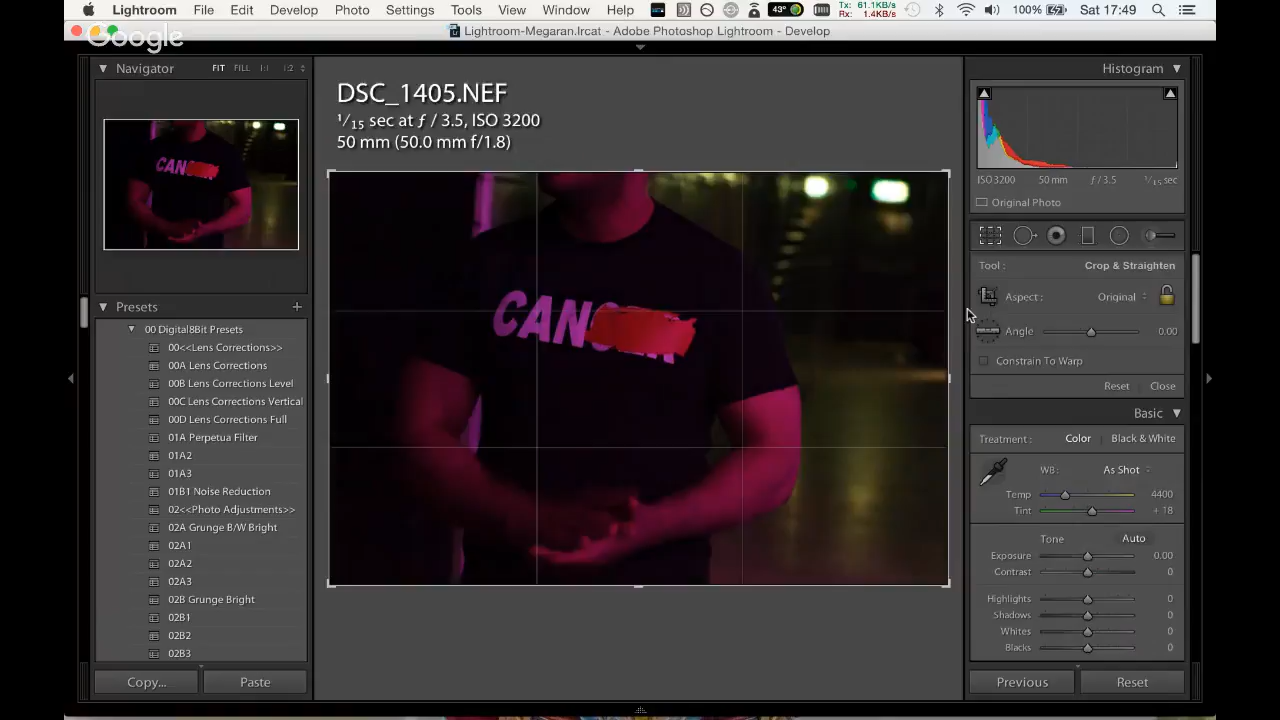 Lightroom File Edit Develop Photo Settings Tools View Window Help 43° Tx: 61.1KB/s Rx: 1.4KB/s 100% Sat 17:49
Google
Lightroom-Megaran.lrcat - Adobe Photoshop Lightroom - Develop
Navigator FIT FILL 1:1 1:2
Presets +
00 Digital8Bit Presets
00<<Lens Corrections>>
00A Lens Corrections
00B Lens Corrections Level
00C Lens Corrections Vertical
00D Lens Corrections Full
01A Perpetua Filter
01A2
01A3
01B1 Noise Reduction
02<<Photo Adjustments>>
02A Grunge B/W Bright
02A1
02A2
02A3
02B Grunge Bright
02B1
02B2
02B3
Copy... Paste
DSC_1405.NEF
1/15 sec at ƒ / 3.5, ISO 3200
50 mm (50.0 mm f/1.8)
CAN
Histogram
ISO 3200 50 mm ƒ / 3.5 1/15 sec
Original Photo
Tool : Crop & Straighten
Aspect : Original
Angle 0.00
Constrain To Warp
Reset Close
Basic
Treatment : Color Black & White
WB : As Shot
Temp 4400
Tint + 18
Tone Auto
Exposure 0.00
Contrast 0
Highlights 0
Shadows 0
Whites 0
Blacks 0
Previous Reset